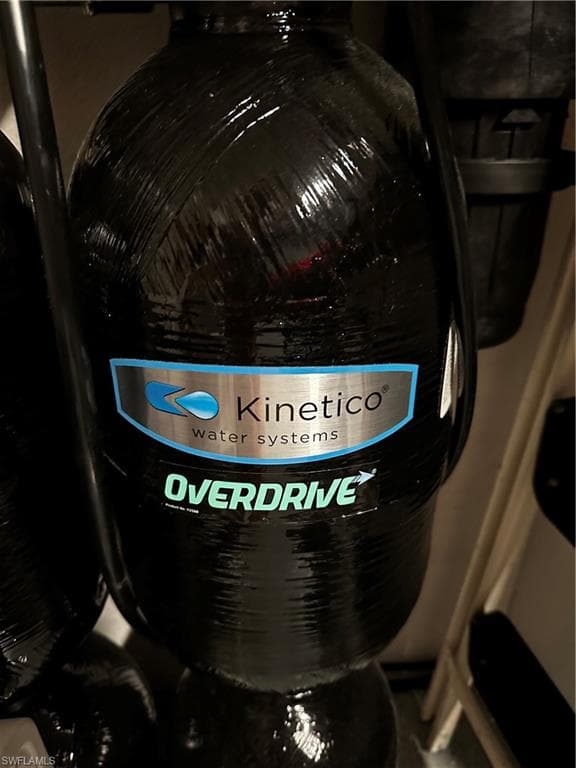 Kinetico®
water systems
OVERDRIVE
SWFLAMLS